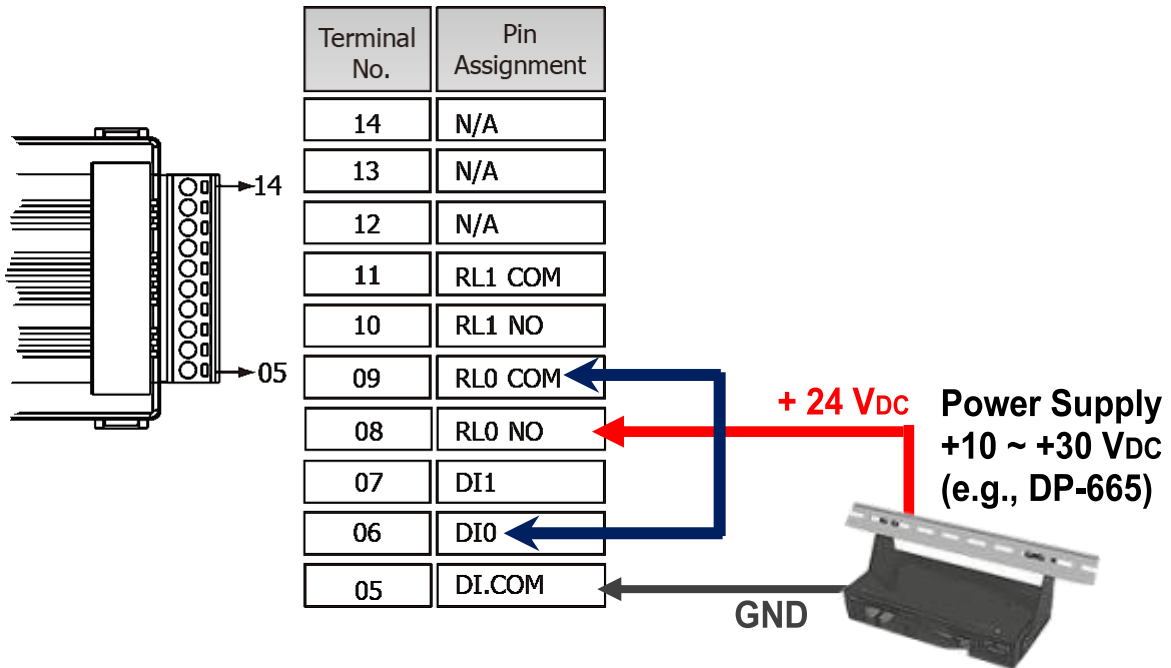 Terminal No.
Pin Assignment
14
N/A
13
N/A
12
N/A
11
RL1 COM
10
RL1 NO
09
RL0 COM
08
RL0 NO
07
DI1
06
DI0
05
DI.COM
14
05
+ 24 VDC
GND
Power Supply
+10 ~ +30 VDC
(e.g., DP-665)